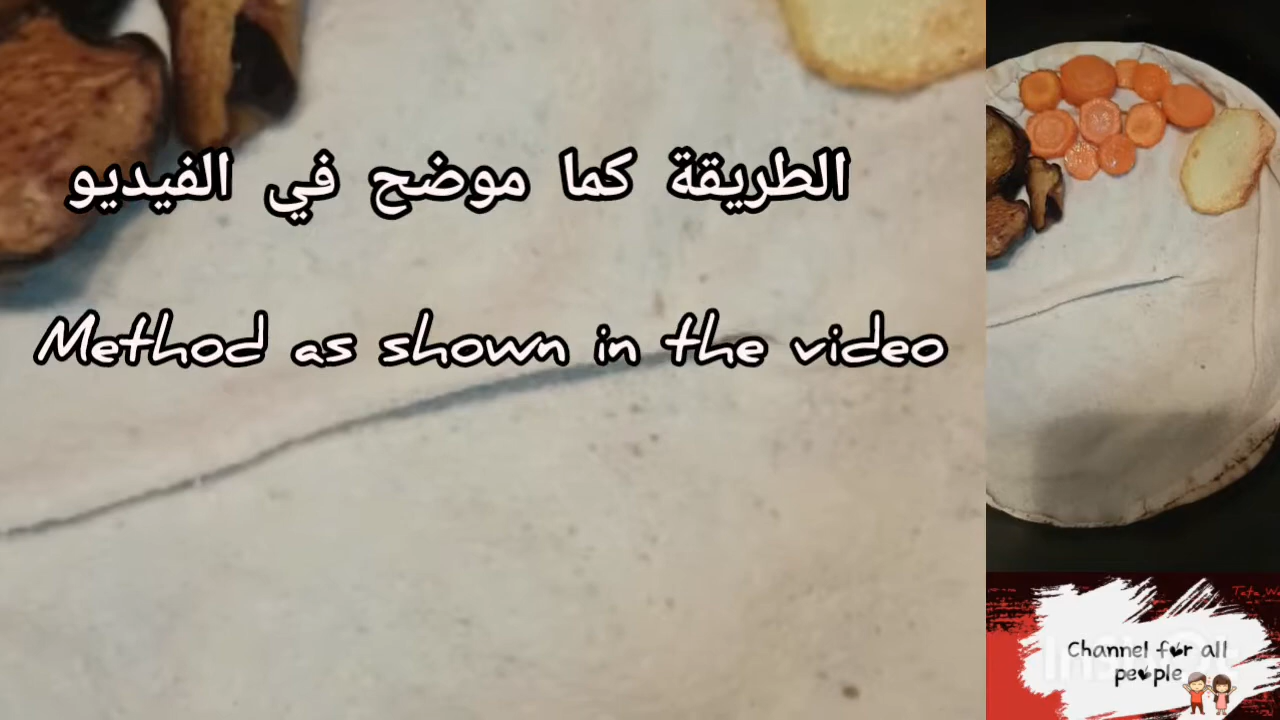 الطريقة كما موضح في الفيديو
Method as shown in the video
Channel for all
people